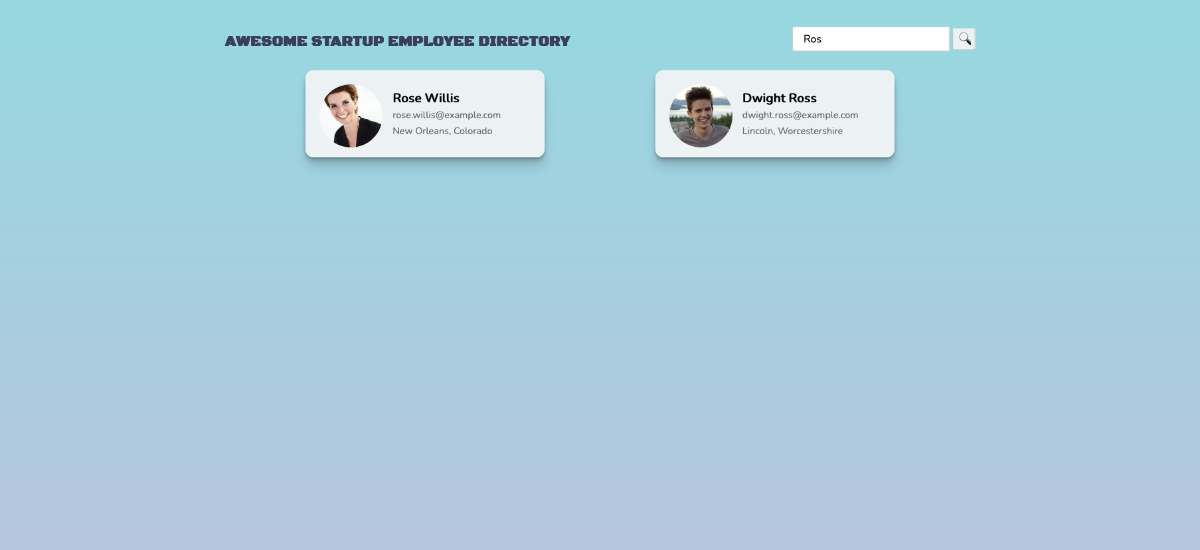 AWESOME STARTUP EMPLOYEE DIRECTORY
Ros
Rose Willis
rose.willis@example.com
New Orleans, Colorado
Dwight Ross
dwight.ross@example.com
Lincoln, Worcestershire